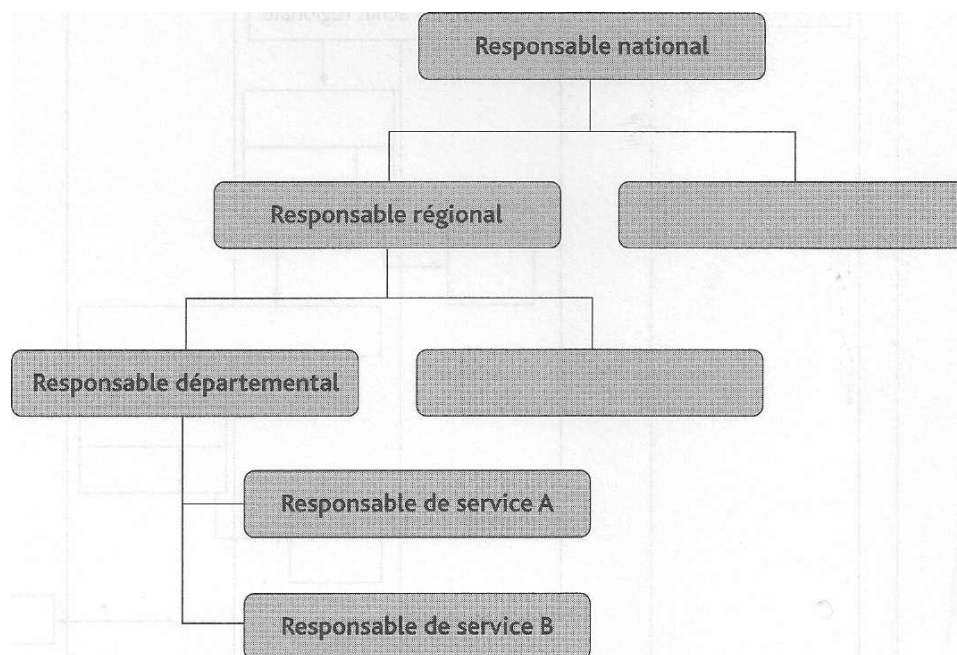 Responsable national
Responsable régional
Responsable départemental
Responsable de service A
Responsable de service B